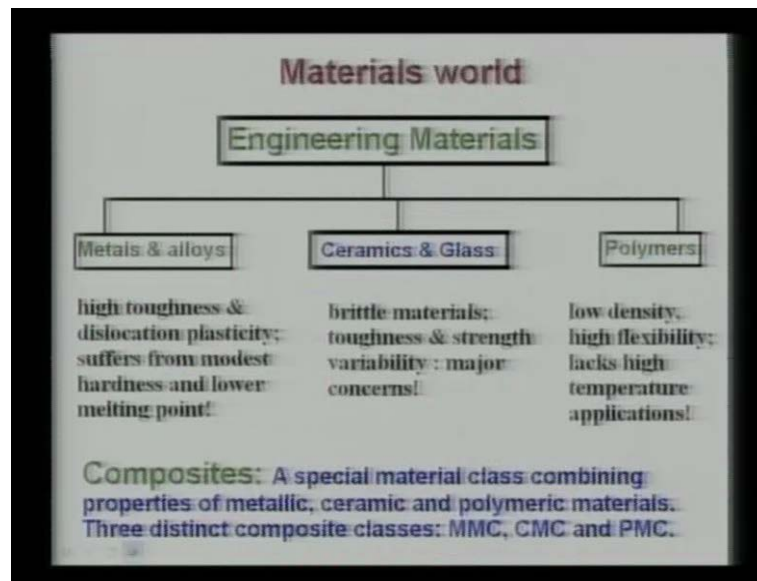 Materials world
Engineering Materials
Metals & alloys
Ceramics & Glass
Polymers
high toughness &
dislocation plasticity;
suffers from modest
hardness and lower
melting point!
brittle materials;
toughness & strength
variability : major
concerns!
low density,
high flexibility;
lacks high
temperature
applications!
Composites: A special material class combining
properties of metallic, ceramic and polymeric materials.
Three distinct composite classes: MMC, CMC and PMC.